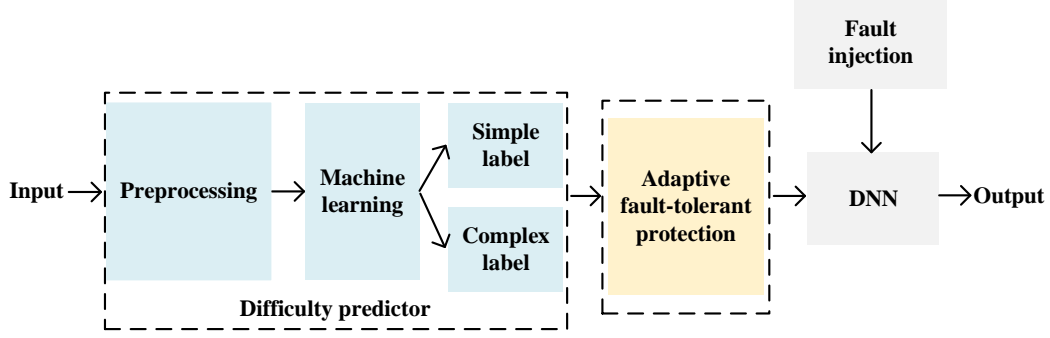 Fault
injection
Input
Preprocessing
Machine
learning
Simple
label
Complex
label
Difficulty predictor
Adaptive
fault-tolerant
protection
DNN
Output